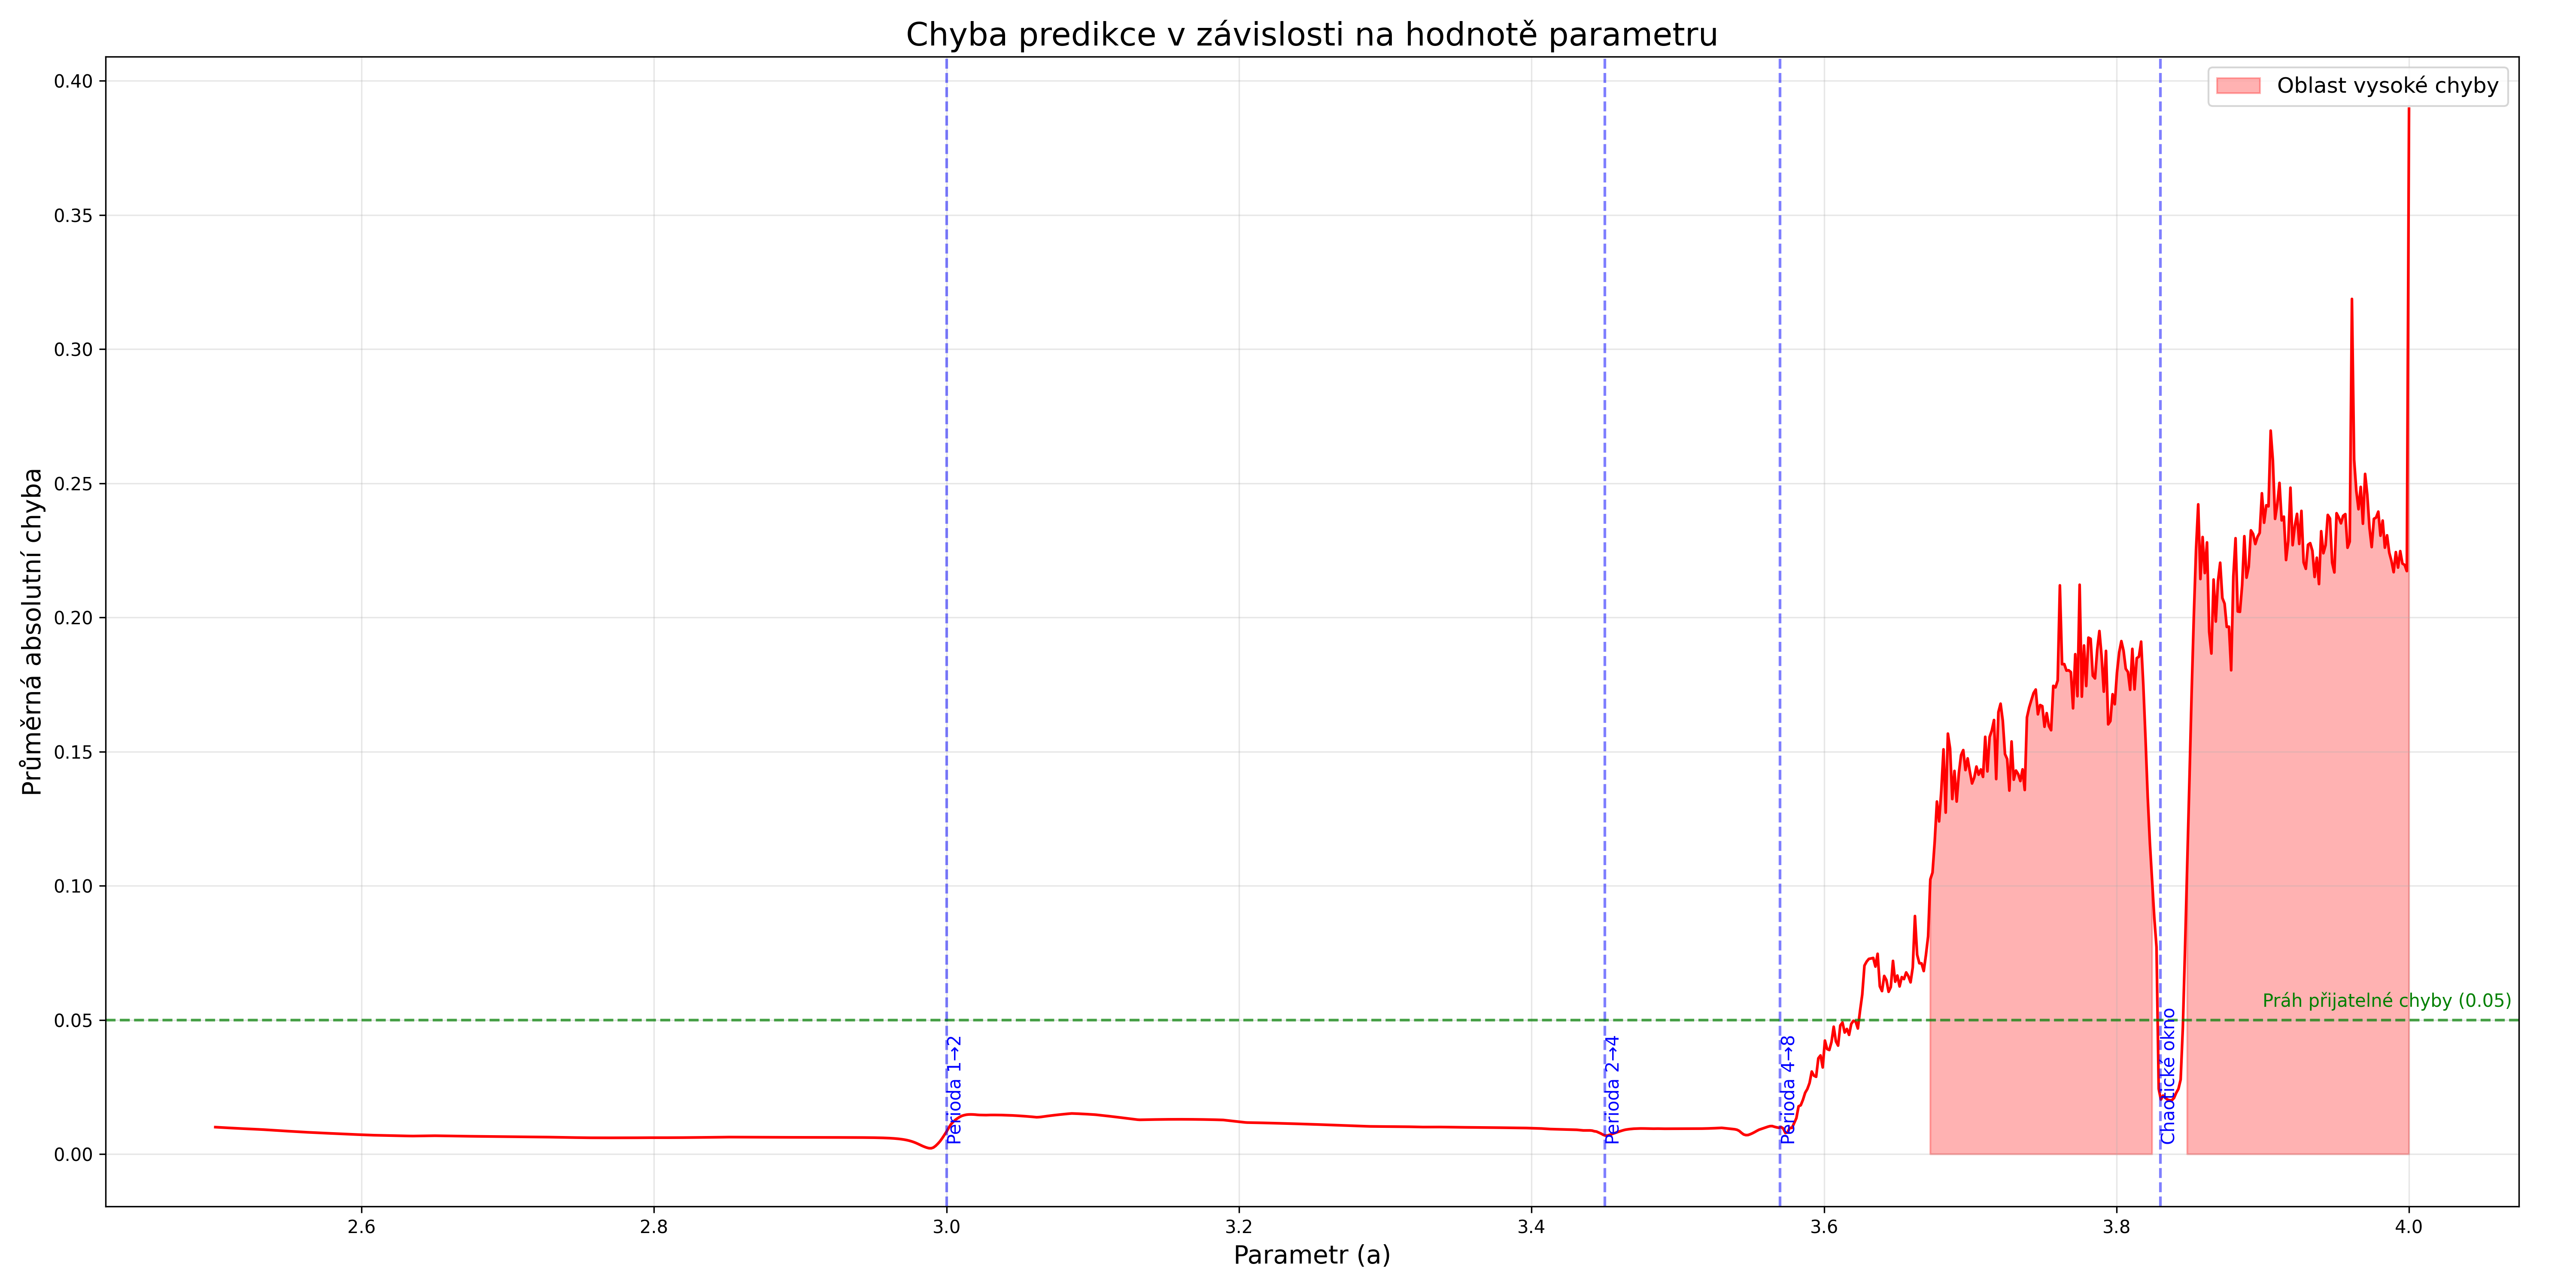 Chyba predikce v závislosti na hodnotě parametru
Oblast vysoké chyby
Průměrná absolutní chyba
0.40
0.35
0.30
0.25
0.20
0.15
0.10
0.05
0.00
Práh přijatelné chyby (0.05)
Perioda 1→2
Perioda 2→4
Perioda 4→8
Chaotické okno
2.6
2.8
3.0
3.2
3.4
3.6
3.8
4.0
Parametr (a)